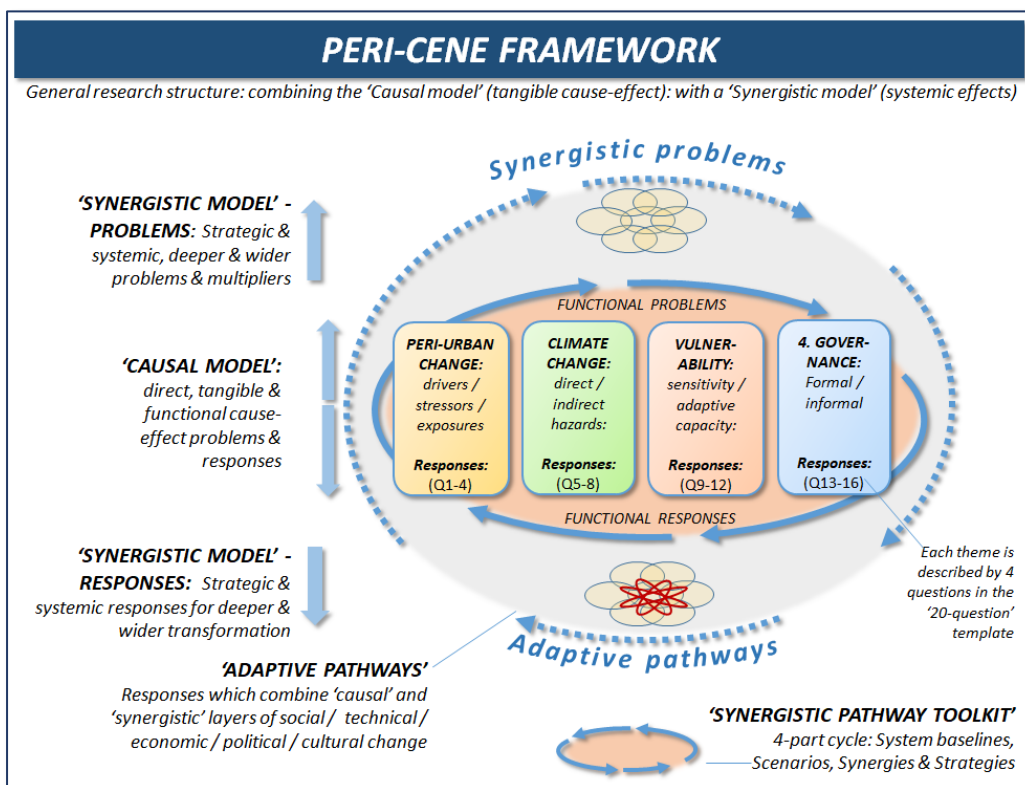 PERI-CENE FRAMEWORK
General research structure: combining the ‘Causal model’ (tangible cause-effect): with a ‘Synergistic model’ (systemic effects)
Synergistic problems
‘SYNERGISTIC MODEL’ -
PROBLEMS: Strategic &
systemic, deeper & wider
problems & multipliers
‘CAUSAL MODEL’:
direct, tangible &
functional cause-
effect problems &
responses
‘SYNERGISTIC MODEL’ -
RESPONSES: Strategic &
systemic responses for deeper &
wider transformation
FUNCTIONAL PROBLEMS
PERI-URBAN
CHANGE:
drivers /
stressors /
exposures
Responses:
(Q1-4)
CLIMATE
CHANGE:
direct /
indirect
hazards:
Responses:
(Q5-8)
VULNER-
ABILITY:
sensitivity /
adaptive
capacity:
Responses:
(Q9-12)
4. GOVER-
NANCE:
Formal /
informal
Responses:
(Q13-16)
FUNCTIONAL RESPONSES
Each theme is
described by 4
questions in the
‘20-question’
template
Adaptive pathways
‘ADAPTIVE PATHWAYS’
Responses which combine ‘causal’ and
‘synergistic’ layers of social / technical /
economic / political / cultural change
‘SYNERGISTIC PATHWAY TOOLKIT’
4-part cycle: System baselines,
Scenarios, Synergies & Strategies